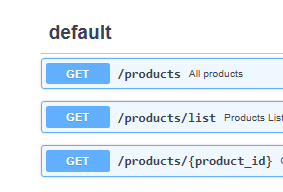 default
GET /products All products
GET /products/list Products List
GET /products/{product_id}